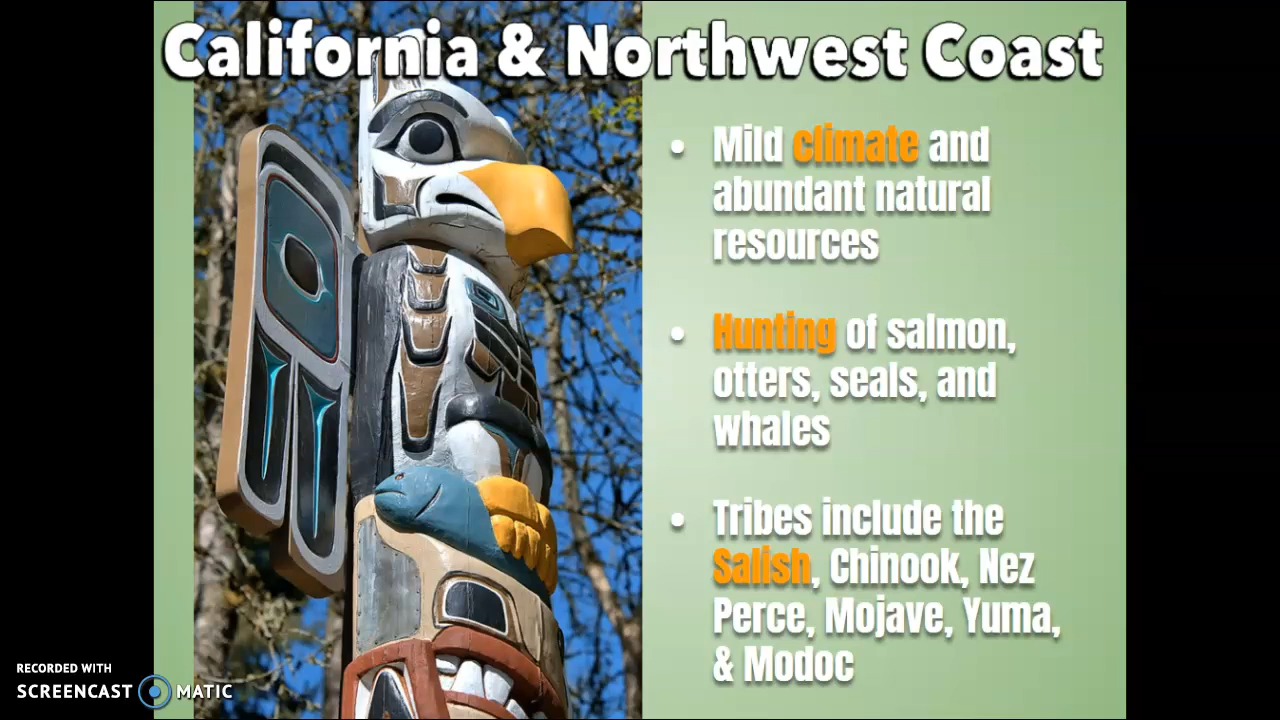 California & Northwest Coast
• Mild climate and
abundant natural
resources
• Hunting of salmon,
otters, seals, and
whales
• Tribes include the
Salish, Chinook, Nez
Perce, Mojave, Yuma,
& Modoc
RECORDED WITH
SCREENCAST MATIC